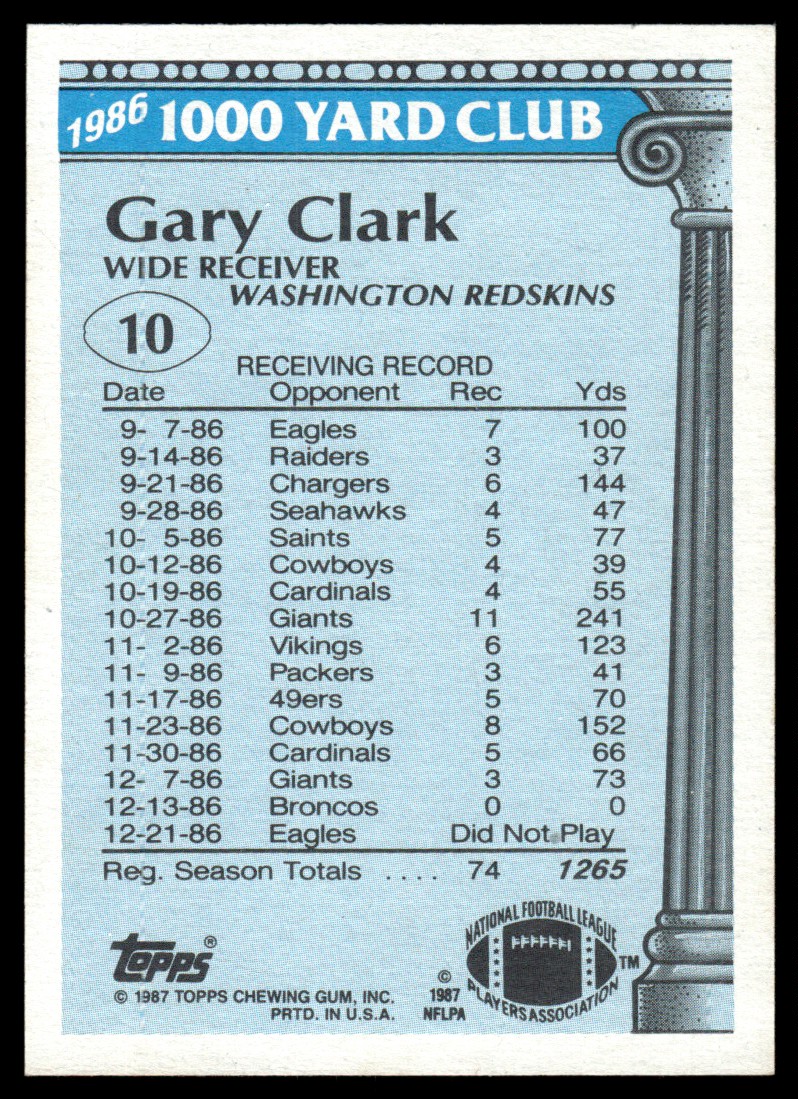 1986 1000 YARD CLUB
Gary Clark
WIDE RECEIVER
WASHINGTON REDSKINS
10
RECEIVING RECORD
Date Opponent Rec Yds
9- 7-86 Eagles 7 100
9-14-86 Raiders 3 37
9-21-86 Chargers 6 144
9-28-86 Seahawks 4 47
10- 5-86 Saints 5 77
10-12-86 Cowboys 4 39
10-19-86 Cardinals 4 55
10-27-86 Giants 11 241
11- 2-86 Vikings 6 123
11- 9-86 Packers 3 41
11-17-86 49ers 5 70
11-23-86 Cowboys 8 152
11-30-86 Cardinals 5 66
12- 7-86 Giants 3 73
12-13-86 Broncos 0 0
12-21-86 Eagles Did Not Play
Reg. Season Totals .... 74 1265
topps®
© 1987 TOPPS CHEWING GUM, INC.
PRTD. IN U.S.A.
© 1987 NFLPA
NATIONAL FOOTBALL LEAGUE
PLAYERS ASSOCIATION
™